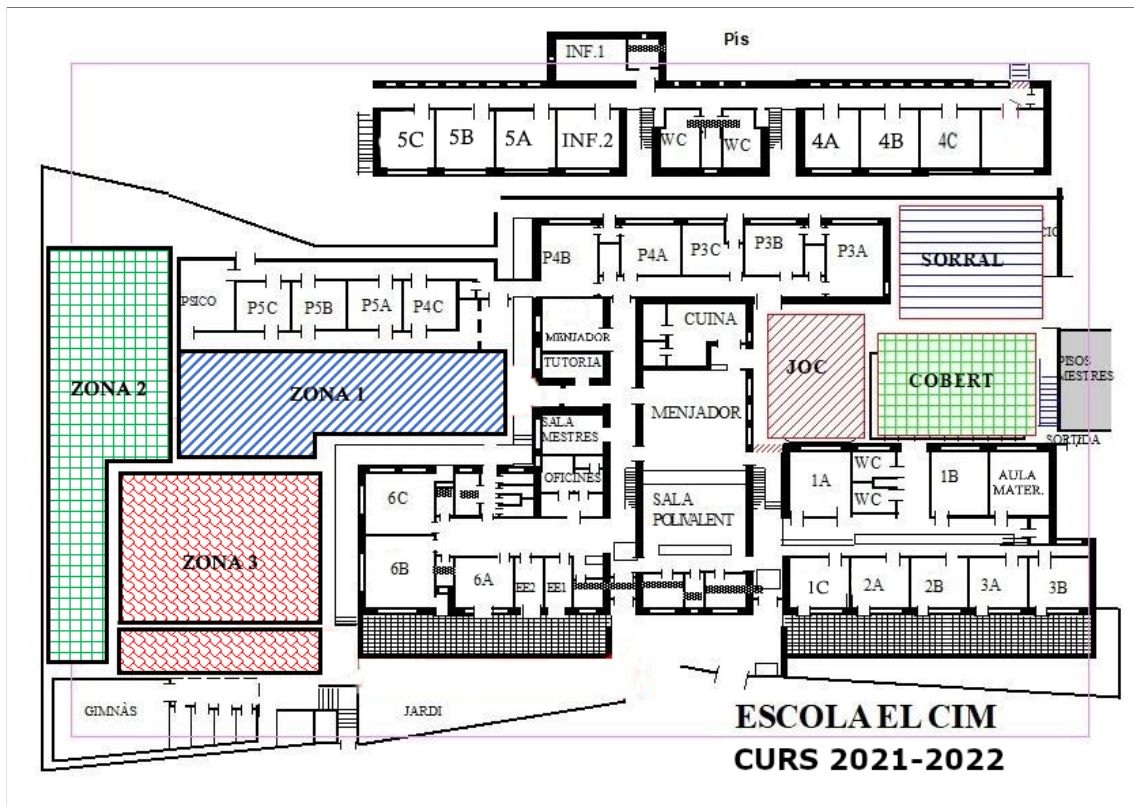 Pís
INF.1
5C
5B
5A
INF.2
WC
WC
4A
4B
4C
P4B
P4A
P3C
P3B
P3A
SORRAL
PSICO
P5C
P5B
P5A
P4C
MENJADOR
TUTORIA
CUINA
JOC
COBERT
PISOS
MESTRES
ZONA 2
ZONA 1
MENJADOR
SALA
MESTRES
SORTIDA
OFICINES
6C
SALA
POLIVALENT
1A
WC
WC
1B
AULA
MATER.
ZONA 3
6B
6A
EE2
EE1
1C
2A
2B
3A
3B
GIMNÀS
JARDI
ESCOLA EL CIM
CURS 2021-2022